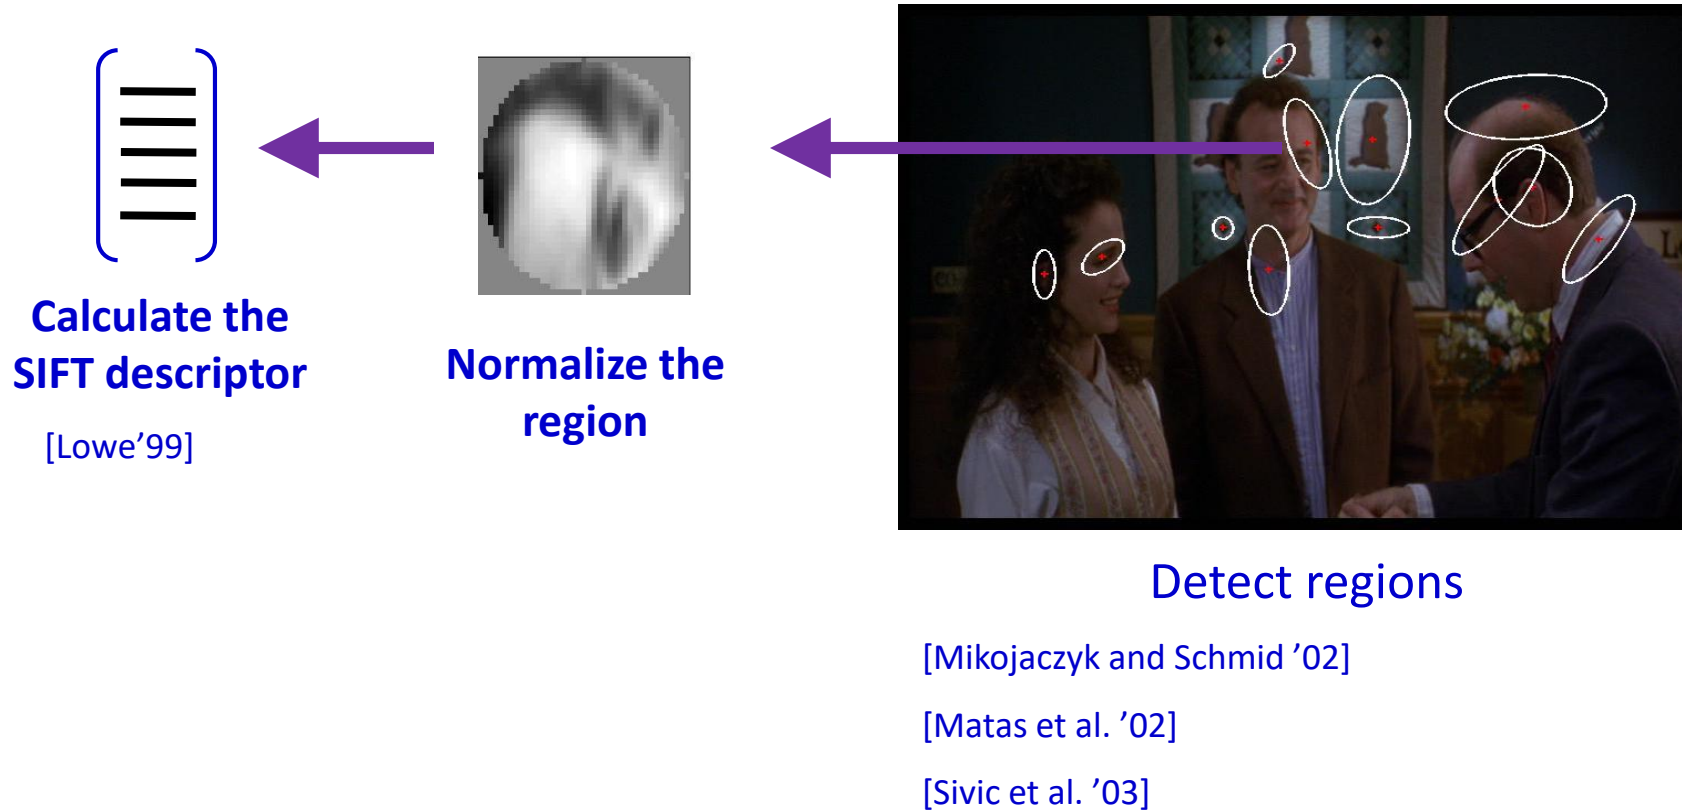 Calculate the
SIFT descriptor
[Lowe’99]
Normalize the
region
Detect regions
[Mikojaczyk and Schmid ’02]
[Matas et al. ’02]
[Sivic et al. ’03]